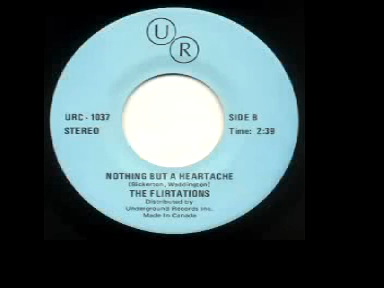 U
R
URC - 1037
SIDE B
STEREO
Time: 2:39
NOTHING BUT A HEARTACHE
(Bickerton, Waddington)
THE FLIRTATIONS
Distributed by
Underground Records Inc.
Made In Canada